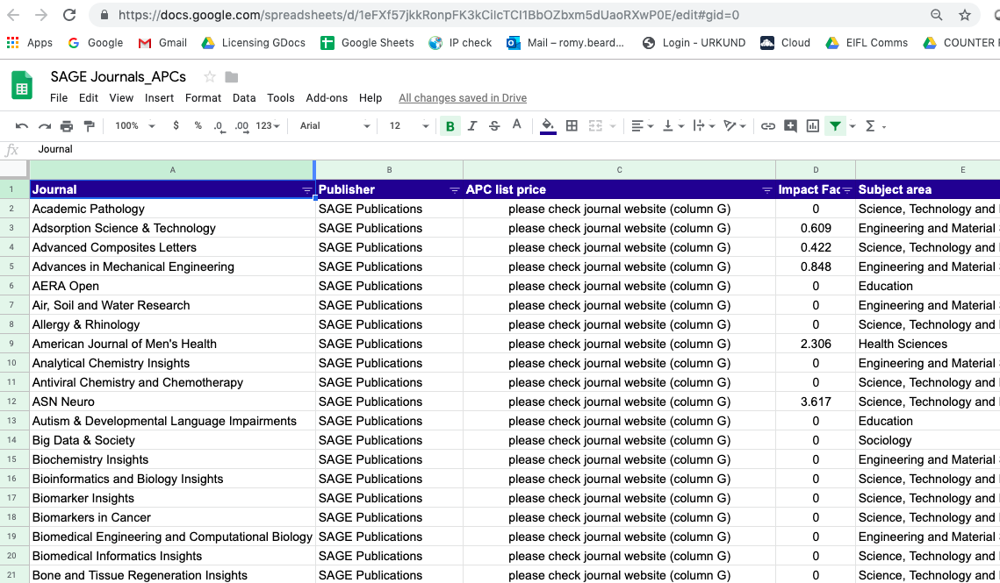 https://docs.google.com/spreadsheets/d/1eFXf57jkkRonpFK3kCilcTCI1BbOZbxm5dUaoRXwP0E/edit#gid=0
Apps Google Gmail Licensing GDocs Google Sheets IP check Mail – romy.beard... Login - URKUND Cloud EIFL Comms COUNTER
SAGE Journals_APCs
File Edit View Insert Format Data Tools Add-ons Help All changes saved in Drive
100% $ % .0 .00 123 Arial 12 B I S A Σ
fx Journal
A B C D E
1 Journal Publisher APC list price Impact Fac Subject area
2 Academic Pathology SAGE Publications please check journal website (column G) 0 Science, Technology and
3 Adsorption Science & Technology SAGE Publications please check journal website (column G) 0.609 Engineering and Material
4 Advanced Composites Letters SAGE Publications please check journal website (column G) 0.422 Science, Technology and
5 Advances in Mechanical Engineering SAGE Publications please check journal website (column G) 0.848 Engineering and Material
6 AERA Open SAGE Publications please check journal website (column G) 0 Education
7 Air, Soil and Water Research SAGE Publications please check journal website (column G) 0 Engineering and Material
8 Allergy & Rhinology SAGE Publications please check journal website (column G) 0 Science, Technology and
9 American Journal of Men's Health SAGE Publications please check journal website (column G) 2.306 Health Sciences
10 Analytical Chemistry Insights SAGE Publications please check journal website (column G) 0 Engineering and Material
11 Antiviral Chemistry and Chemotherapy SAGE Publications please check journal website (column G) 0 Science, Technology and
12 ASN Neuro SAGE Publications please check journal website (column G) 3.617 Science, Technology and
13 Autism & Developmental Language Impairments SAGE Publications please check journal website (column G) 0 Education
14 Big Data & Society SAGE Publications please check journal website (column G) 0 Sociology
15 Biochemistry Insights SAGE Publications please check journal website (column G) 0 Engineering and Material
16 Bioinformatics and Biology Insights SAGE Publications please check journal website (column G) 0 Science, Technology and
17 Biomarker Insights SAGE Publications please check journal website (column G) 0 Science, Technology and
18 Biomarkers in Cancer SAGE Publications please check journal website (column G) 0 Science, Technology and
19 Biomedical Engineering and Computational Biology SAGE Publications please check journal website (column G) 0 Engineering and Material
20 Biomedical Informatics Insights SAGE Publications please check journal website (column G) 0 Science, Technology and
21 Bone and Tissue Regeneration Insights SAGE Publications please check journal website (column G) 0 Science, Technology and